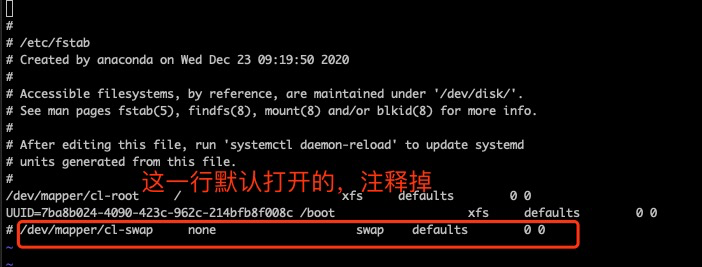 #
# /etc/fstab
# Created by anaconda on Wed Dec 23 09:19:50 2020
#
# Accessible filesystems, by reference, are maintained under '/dev/disk/'.
# See man pages fstab(5), findfs(8), mount(8) and/or blkid(8) for more info.
#
# After editing this file, run 'systemctl daemon-reload' to update systemd
# units generated from this file.
#
这一行默认打开的，注释掉
/dev/mapper/cl-root / xfs defaults 0 0
UUID=7ba8b024-4090-423c-962c-214bfb8f008c /boot xfs defaults 0 0
# /dev/mapper/cl-swap none swap defaults 0 0
~
~